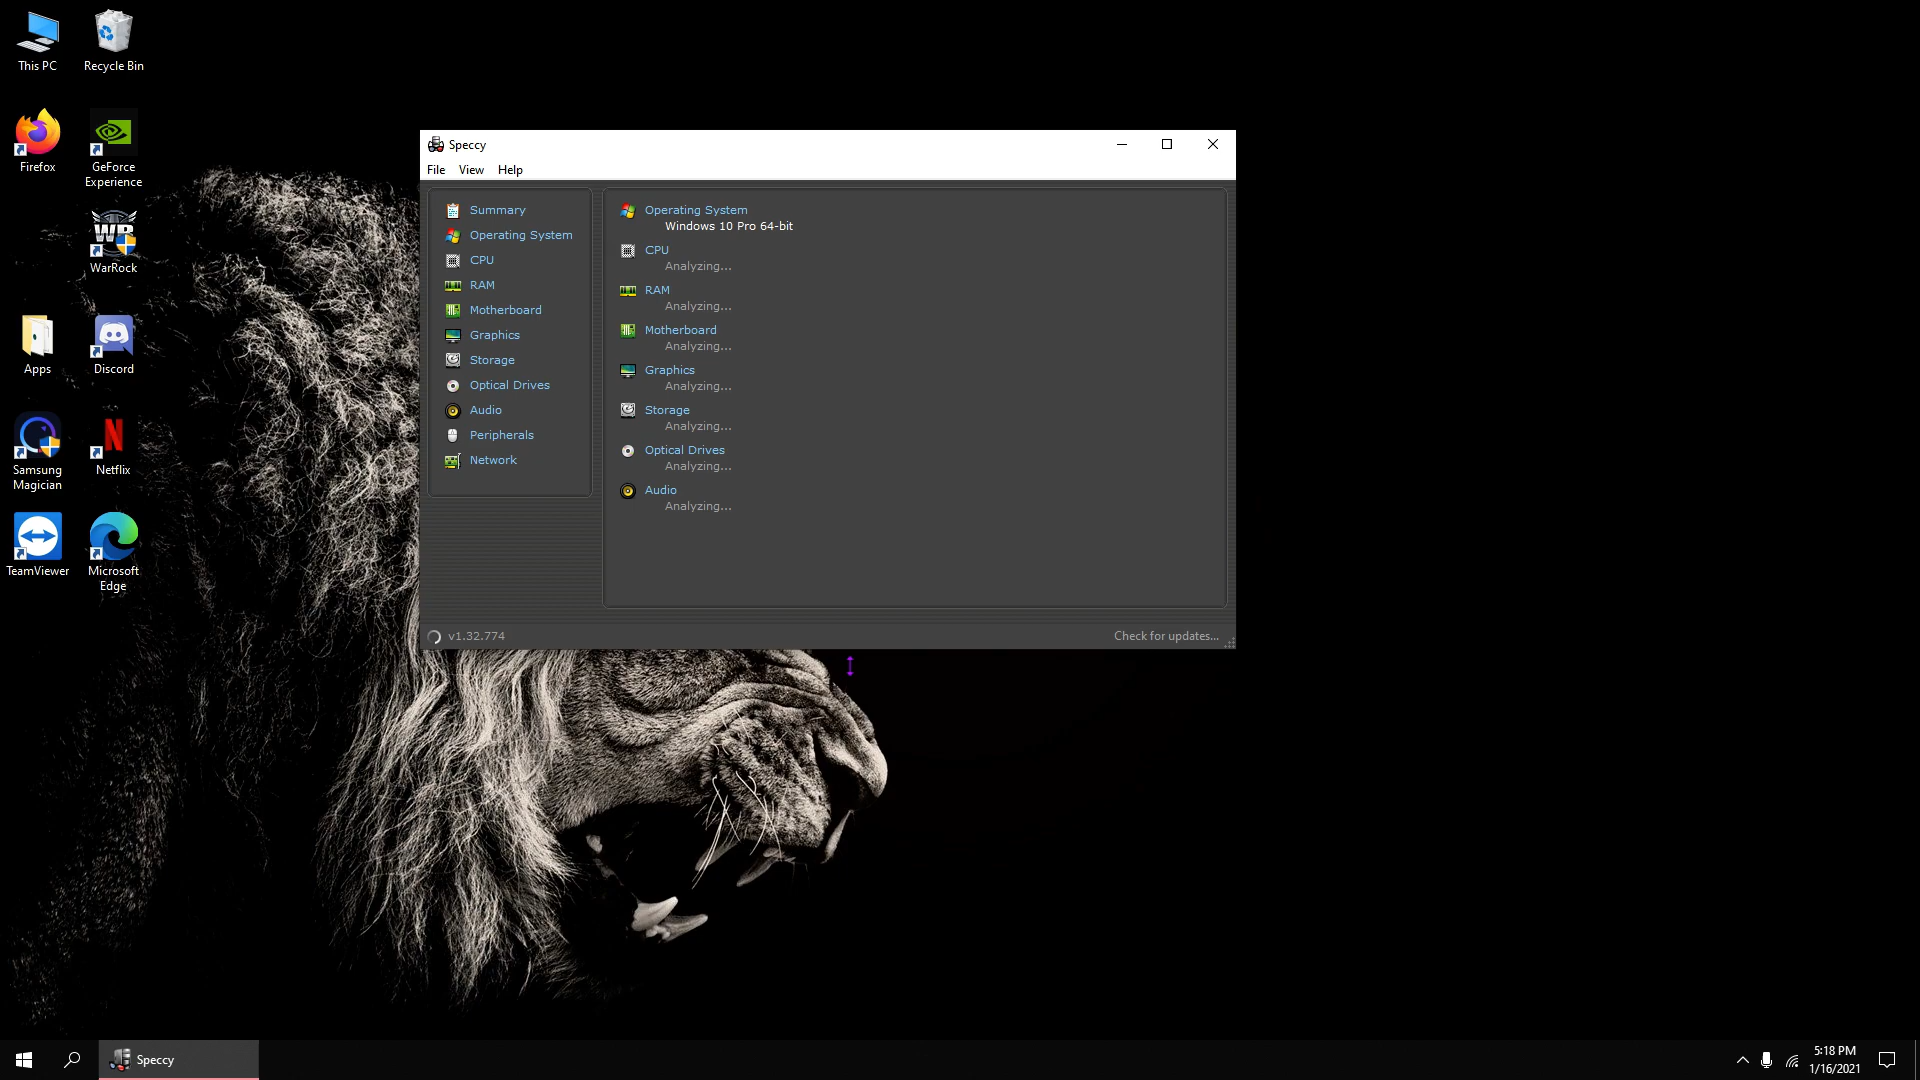 This PC
Recycle Bin
Firefox
GeForce
Experience
WR
WarRock
Apps
Discord
Samsung
Magician
Netflix
TeamViewer
Microsoft
Edge
Speccy
File View Help
Summary
Operating System
CPU
RAM
Motherboard
Graphics
Storage
Optical Drives
Audio
Peripherals
Network
Operating System
Windows 10 Pro 64-bit
CPU
Analyzing...
RAM
Analyzing...
Motherboard
Analyzing...
Graphics
Analyzing...
Storage
Analyzing...
Optical Drives
Analyzing...
Audio
Analyzing...
v1.32.774
Check for updates...
Speccy
5:18 PM
1/16/2021